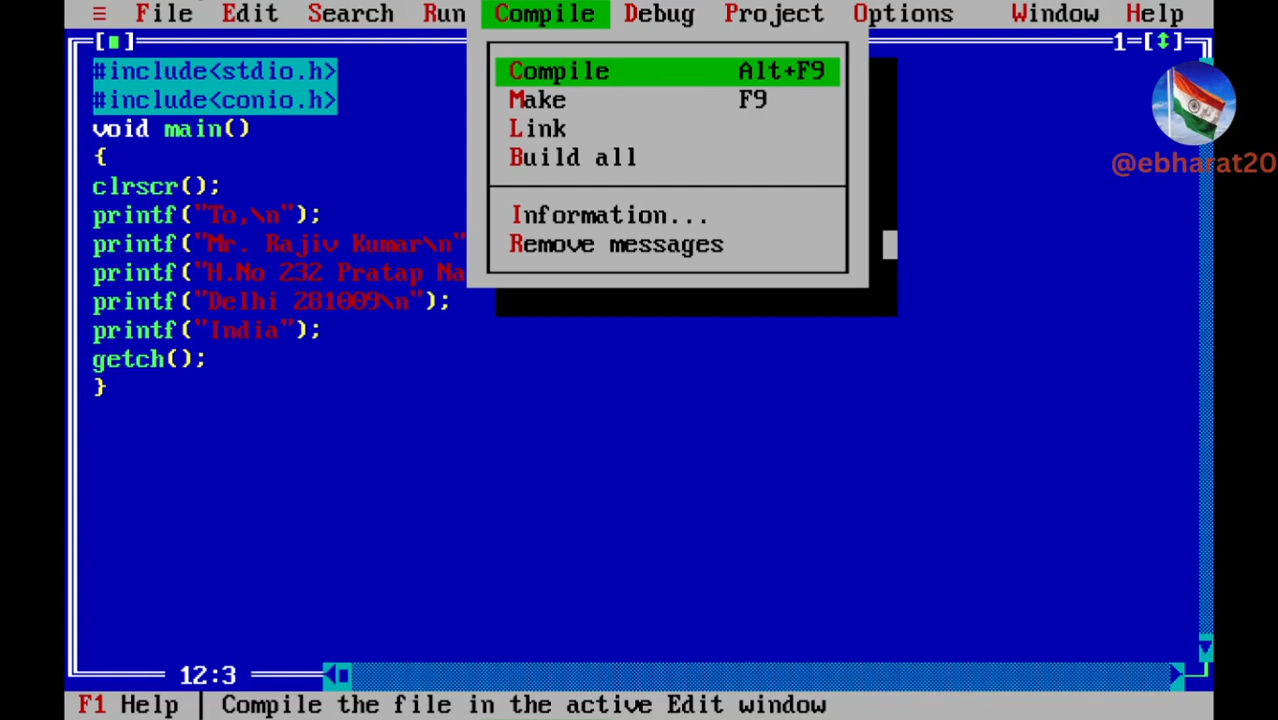 ≡ File Edit Search Run Compile Debug Project Options Window Help
[■] 1=[↕]
#include<stdio.h>
#include<conio.h>
void main()
{
clrscr();
printf("To,\n");
printf("Mr. Rajiv Kumar\n"
printf("H.No 232 Pratap Na
printf("Delhi 281009\n");
printf("India");
getch();
}
Compile Alt+F9
Make F9
Link
Build all
Information...
Remove messages
@ebharat20
12:3
F1 Help │ Compile the file in the active Edit window